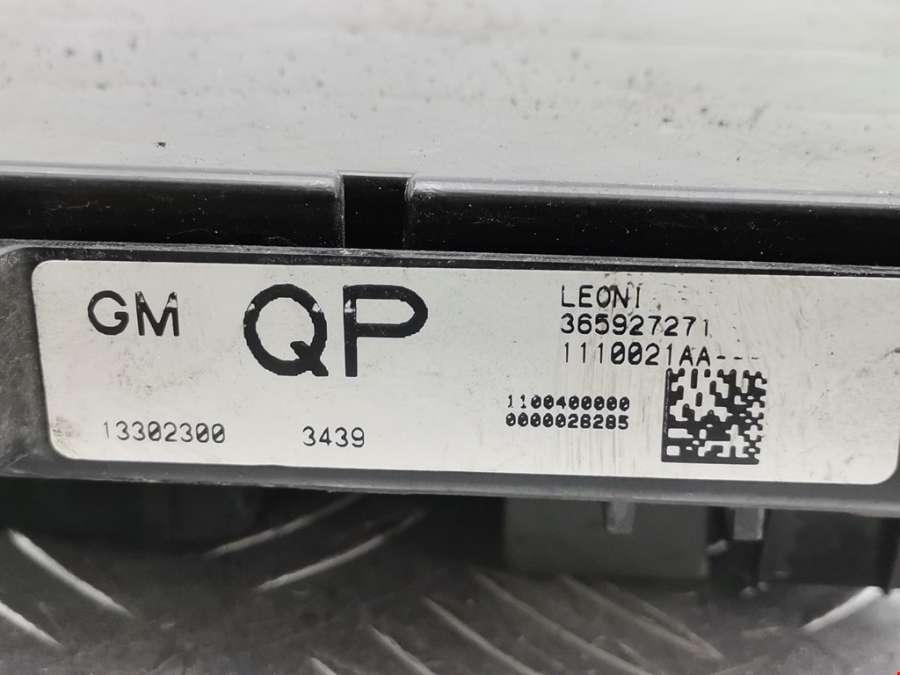 GM QP
13302300 3439
LEONI
365927271
1110021AA---
1100400000
0000028285